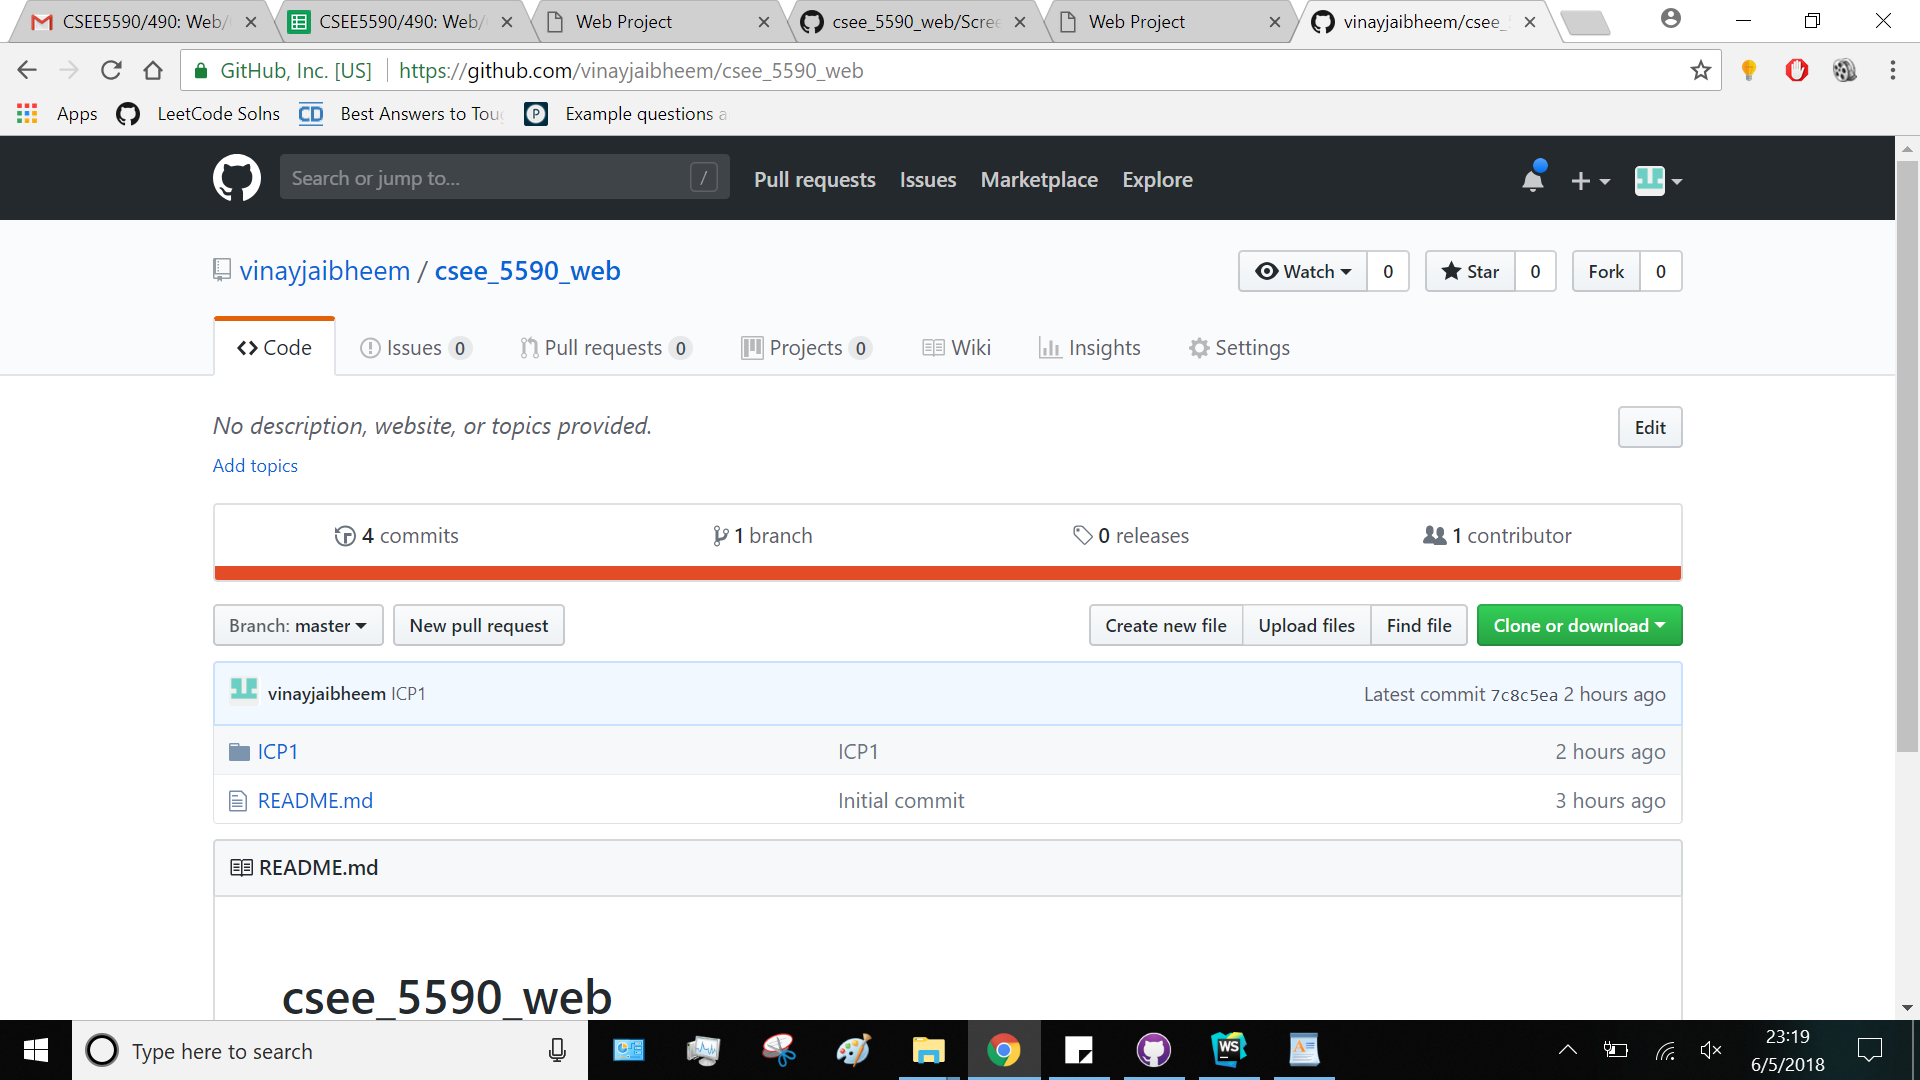 CSEE5590/490: Web/
CSEE5590/490: Web/
Web Project
csee_5590_web/Scree
Web Project
vinayjaibheem/csee_5
GitHub, Inc. [US]
https://github.com/vinayjaibheem/csee_5590_web
Apps
LeetCode Solns
CD
Best Answers to Toug
P
Example questions a
Search or jump to...
/
Pull requests
Issues
Marketplace
Explore
vinayjaibheem / csee_5590_web
Watch 0
Star 0
Fork 0
Code
Issues 0
Pull requests 0
Projects 0
Wiki
Insights
Settings
No description, website, or topics provided.
Edit
Add topics
4 commits
1 branch
0 releases
1 contributor
Branch: master
New pull request
Create new file
Upload files
Find file
Clone or download
vinayjaibheem ICP1
Latest commit 7c8c5ea 2 hours ago
ICP1
ICP1
2 hours ago
README.md
Initial commit
3 hours ago
README.md
csee_5590_web
Type here to search
WS
23:19
6/5/2018